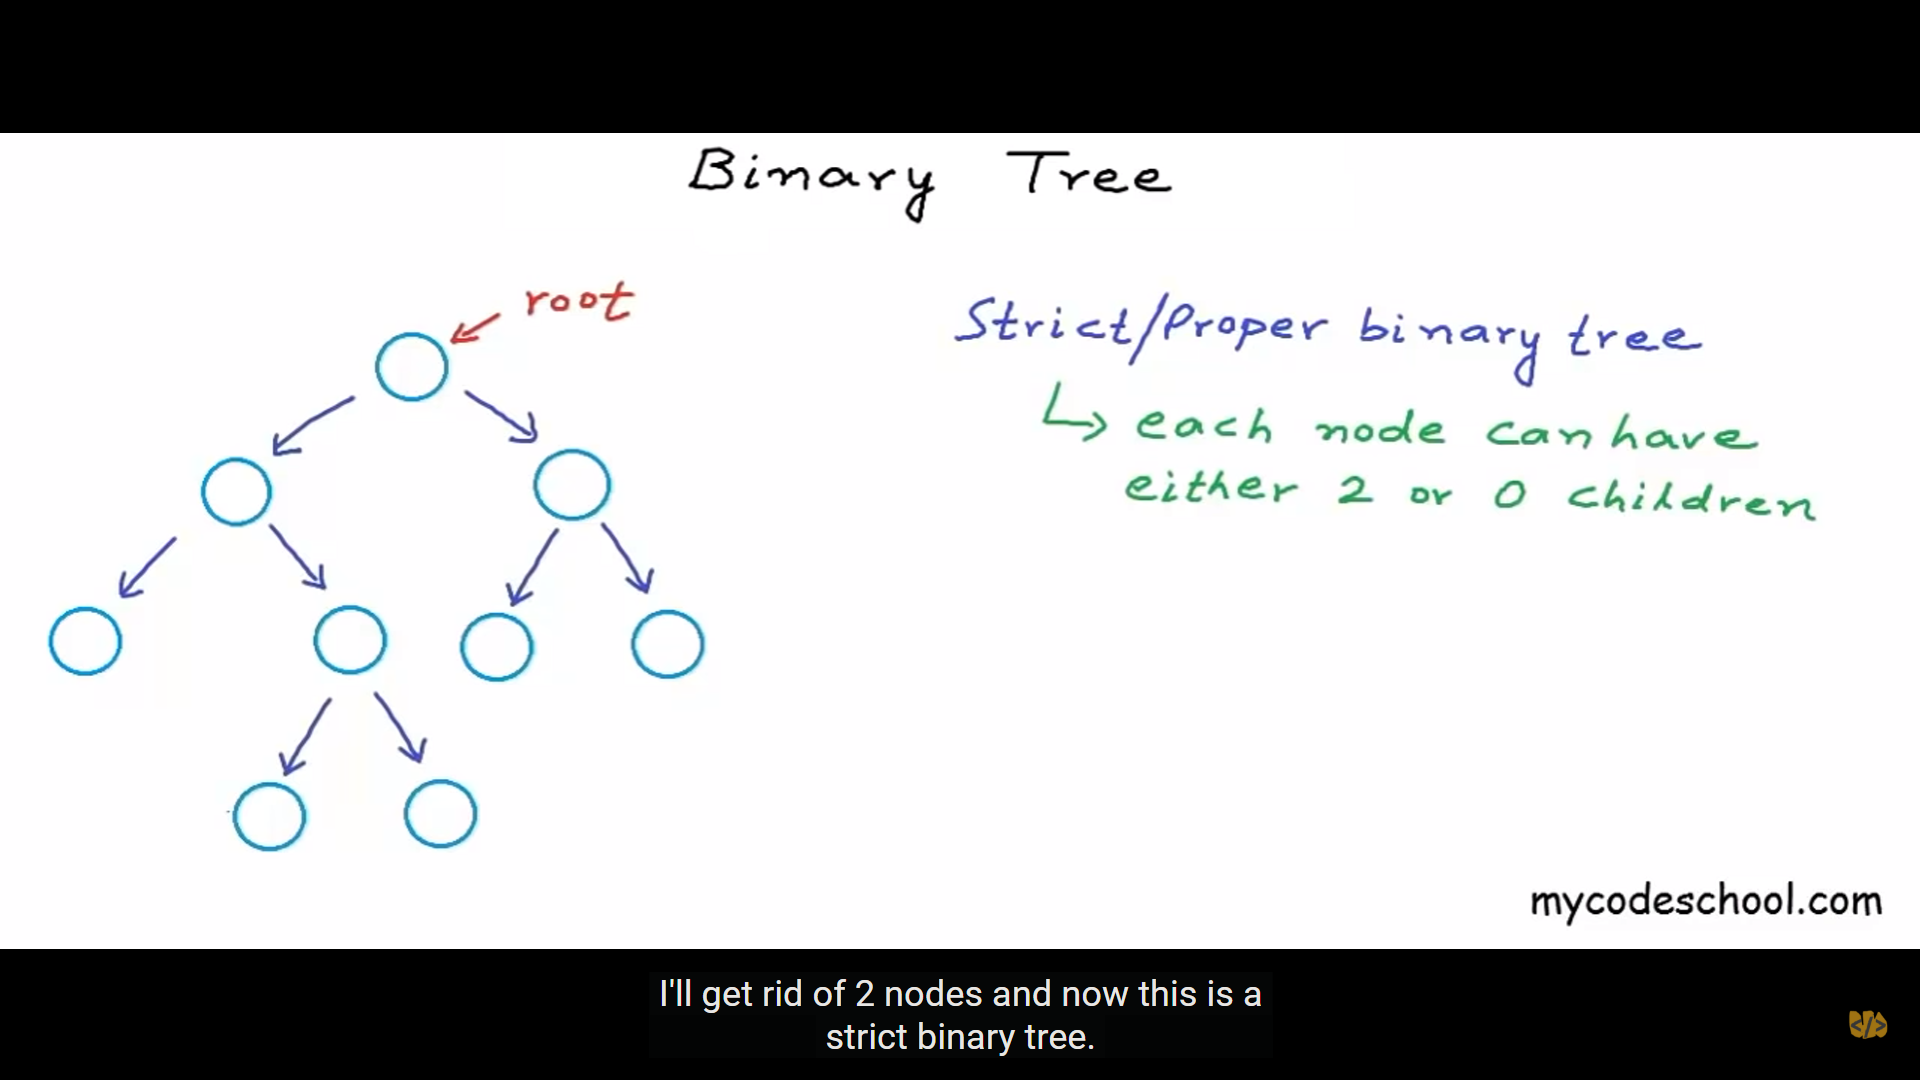 Binary Tree
root
Strict/Proper binary tree
each node can have
either 2 or 0 children
mycodeschool.com
I'll get rid of 2 nodes and now this is a
strict binary tree.